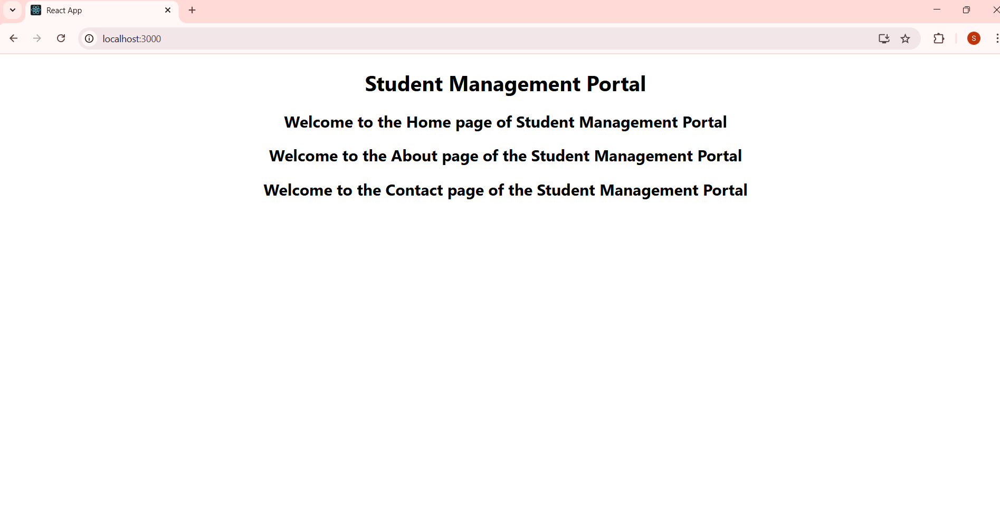 React App
localhost:3000
S
Student Management Portal
Welcome to the Home page of Student Management Portal
Welcome to the About page of the Student Management Portal
Welcome to the Contact page of the Student Management Portal